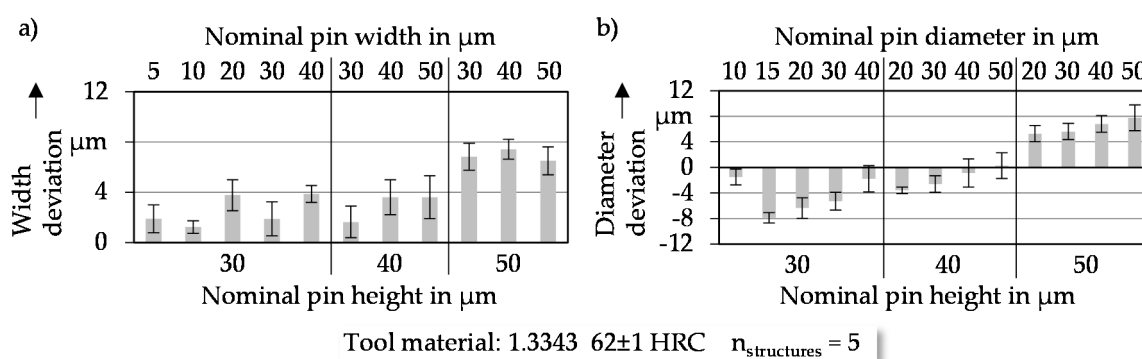 a)
Nominal pin width in µm
5 10 20 30 40 30 40 50 30 40 50
12
µm
4
0
Width
deviation
30 40 50
Nominal pin height in µm
b)
Nominal pin diameter in µm
10 15 20 30 40 20 30 40 50 20 30 40 50
12
µm
4
0
-4
-8
-12
Diameter
deviation
30 40 50
Nominal pin height in µm
Tool material: 1.3343 62±1 HRC n structures = 5